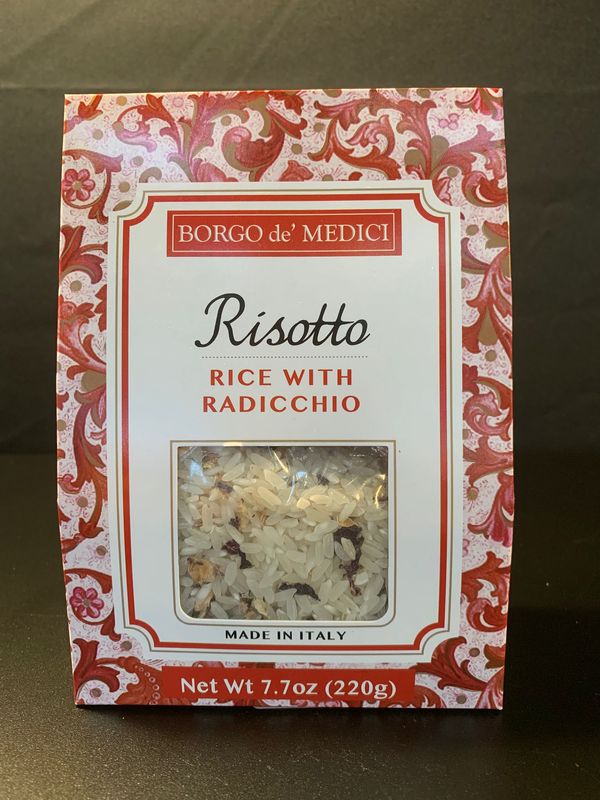 BORGO de' MEDICI
Risotto
RICE WITH
RADICCHIO
MADE IN ITALY
Net Wt 7.7oz (220g)